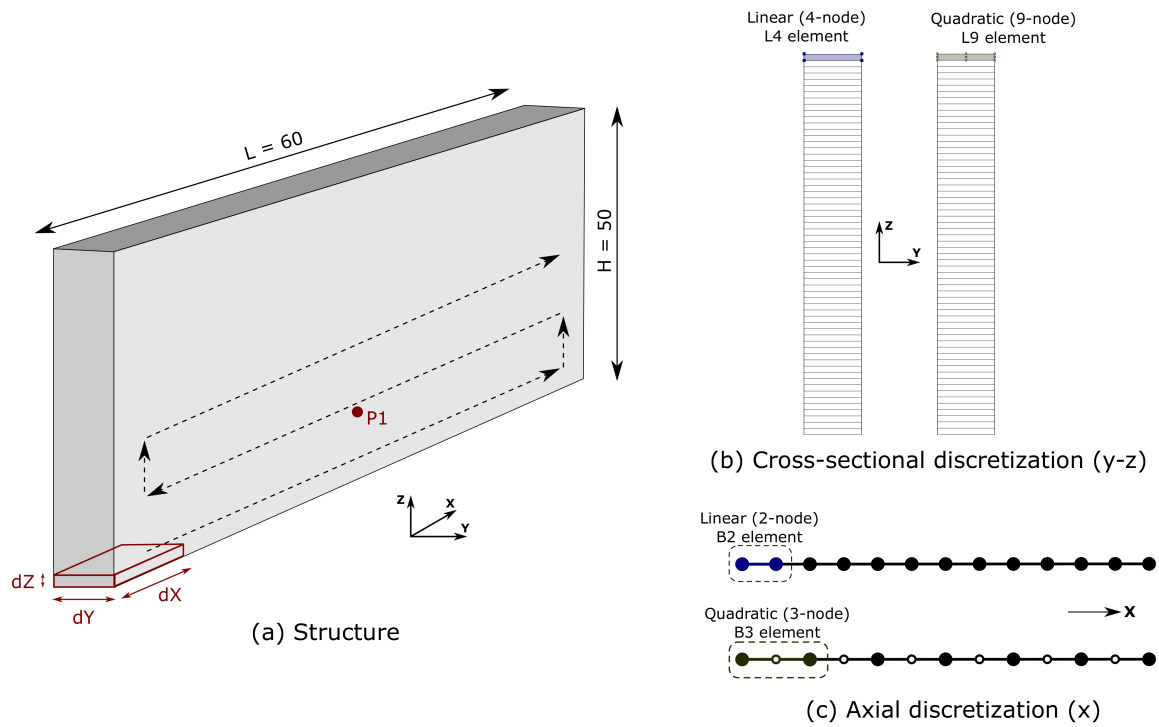 L = 60
H = 50
P1
Z
X
Y
dZ
dX
dY
(a) Structure
Linear (4-node)
L4 element
Quadratic (9-node)
L9 element
Z
Y
(b) Cross-sectional discretization (y-z)
Linear (2-node)
B2 element
X
Quadratic (3-node)
B3 element
(c) Axial discretization (x)